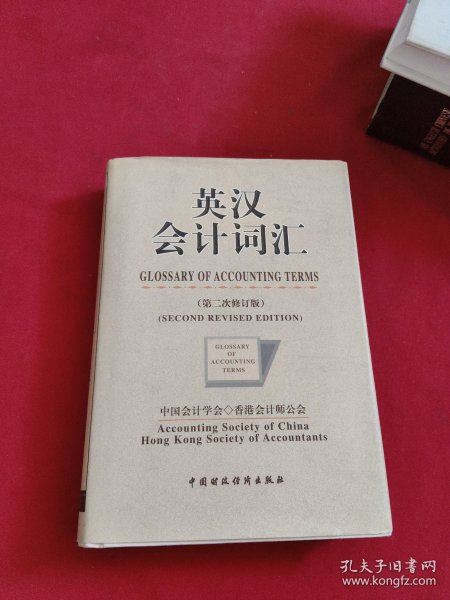 英汉
会计词汇
GLOSSARY OF ACCOUNTING TERMS
(第二次修订版)
(SECOND REVISED EDITION)
GLOSSARY
OF
ACCOUNTING
TERMS
中国会计学会◇香港会计师公会
Accounting Society of China
Hong Kong Society of Accountants
中国财政经济出版社
孔夫子旧书网
www.kongfz.com